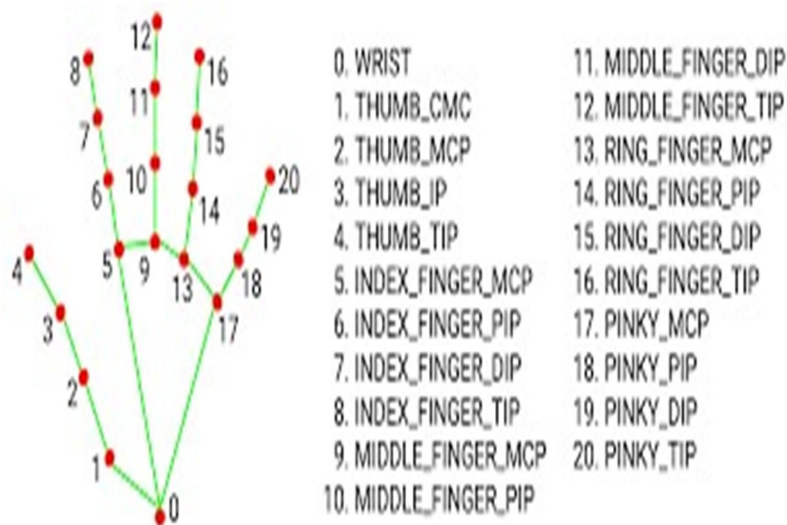 12
8
16
11
7
15
6
10
14
20
4
5
9
13
19
18
3
17
2
1
0
0. WRIST
1. THUMB_CMC
2. THUMB_MCP
3. THUMB_IP
4. THUMB_TIP
5. INDEX_FINGER_MCP
6. INDEX_FINGER_PIP
7. INDEX_FINGER_DIP
8. INDEX_FINGER_TIP
9. MIDDLE_FINGER_MCP
10. MIDDLE_FINGER_PIP
11. MIDDLE_FINGER_DIP
12. MIDDLE_FINGER_TIP
13. RING_FINGER_MCP
14. RING_FINGER_PIP
15. RING_FINGER_DIP
16. RING_FINGER_TIP
17. PINKY_MCP
18. PINKY_PIP
19. PINKY_DIP
20. PINKY_TIP